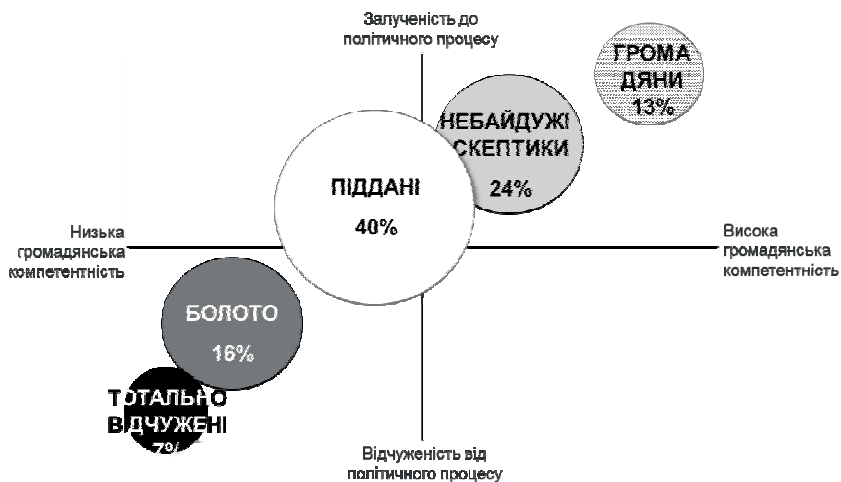 Залученість до
політичного процесу
ГРОМА
ДЯНИ
13%
НЕБАЙДУЖІ
СКЕПТИКИ
24%
ПІДДАНІ
40%
Низька
громадянська
компетентність
Висока
громадянська
компетентність
БОЛОТО
16%
ТОТАЛЬНО
ВІДЧУЖЕНІ
7%
Відчуженість від
політичного процесу